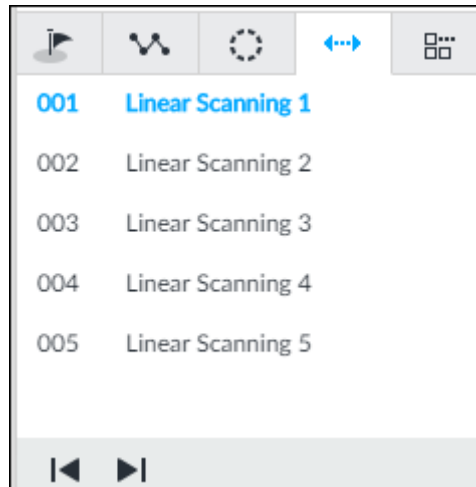 001 Linear Scanning 1
002 Linear Scanning 2
003 Linear Scanning 3
004 Linear Scanning 4
005 Linear Scanning 5